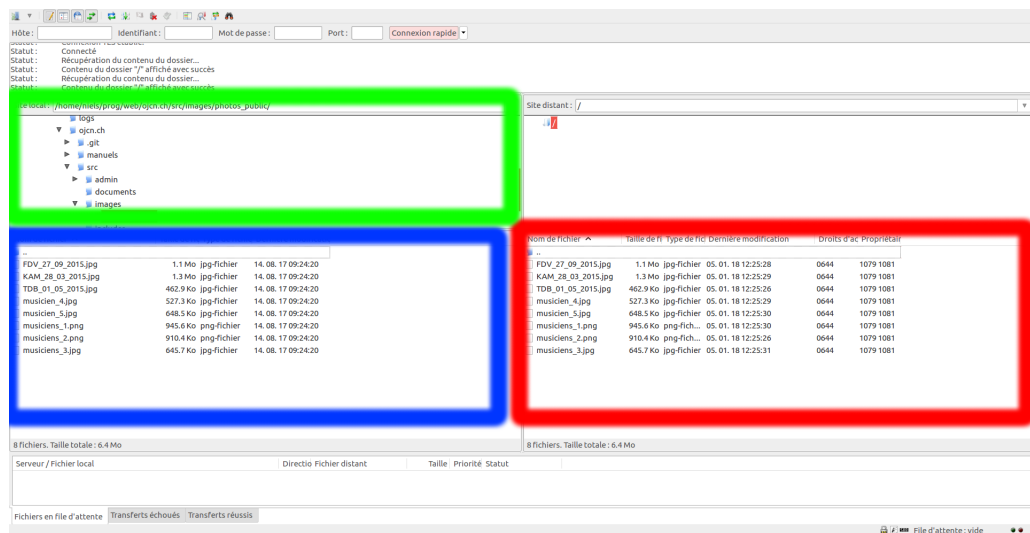 Hôte :  Identifiant :  Mot de passe :  Port :  Connexion rapide
Statut :
Statut : Connecté
Statut : Récupération du contenu du dossier...
Statut : Contenu du dossier "/" affiché avec succès
Statut : Récupération du contenu du dossier...
Statut : Contenu du dossier "/" affiché avec succès
/home/niels/prog/web/ojcn.ch/src/images/photos_public/
logs
ojcn.ch
.git
manuels
src
admin
documents
images
Site distant : /
/
..
FDV_27_09_2015.jpg 1.1 Mo jpg-fichier 14. 08. 17 09:24:20
KAM_28_03_2015.jpg 1.3 Mo jpg-fichier 14. 08. 17 09:24:20
TDB_01_05_2015.jpg 462.9 Ko jpg-fichier 14. 08. 17 09:24:20
musicien_4.jpg 527.3 Ko jpg-fichier 14. 08. 17 09:24:20
musicien_5.jpg 648.5 Ko jpg-fichier 14. 08. 17 09:24:20
musiciens_1.png 945.6 Ko png-fichier 14. 08. 17 09:24:20
musiciens_2.png 910.4 Ko png-fichier 14. 08. 17 09:24:20
musiciens_3.jpg 645.7 Ko jpg-fichier 14. 08. 17 09:24:20
8 fichiers. Taille totale : 6.4 Mo
Nom de fichier Taille de fi Type de fici Dernière modification Droits d'ac Propriétair
..
FDV_27_09_2015.jpg 1.1 Mo jpg-fichier 05. 01. 18 12:25:28 0644 1079 1081
KAM_28_03_2015.jpg 1.3 Mo jpg-fichier 05. 01. 18 12:25:29 0644 1079 1081
TDB_01_05_2015.jpg 462.9 Ko jpg-fichier 05. 01. 18 12:25:26 0644 1079 1081
musicien_4.jpg 527.3 Ko jpg-fichier 05. 01. 18 12:25:29 0644 1079 1081
musicien_5.jpg 648.5 Ko jpg-fichier 05. 01. 18 12:25:30 0644 1079 1081
musiciens_1.png 945.6 Ko png-fich... 05. 01. 18 12:25:30 0644 1079 1081
musiciens_2.png 910.4 Ko png-fich... 05. 01. 18 12:25:26 0644 1079 1081
musiciens_3.jpg 645.7 Ko jpg-fichier 05. 01. 18 12:25:31 0644 1079 1081
8 fichiers. Taille totale : 6.4 Mo
Serveur / Fichier local Directio Fichier distant Taille Priorité Statut
Fichiers en file d'attente Transferts échoués Transferts réussis
File d'attente : vide